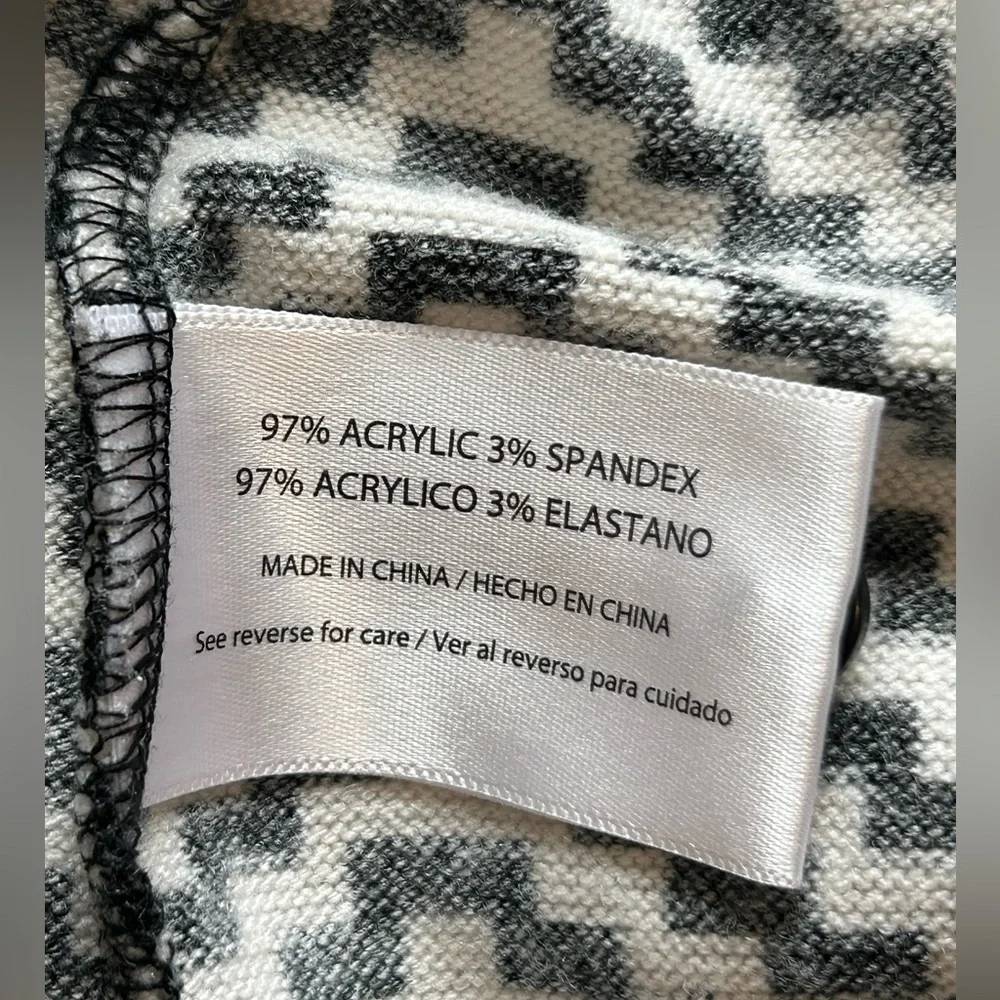 97% ACRYLIC 3% SPANDEX
97% ACRYLICO 3% ELASTANO
MADE IN CHINA / HECHO EN CHINA
See reverse for care / Ver al reverso para cuidado